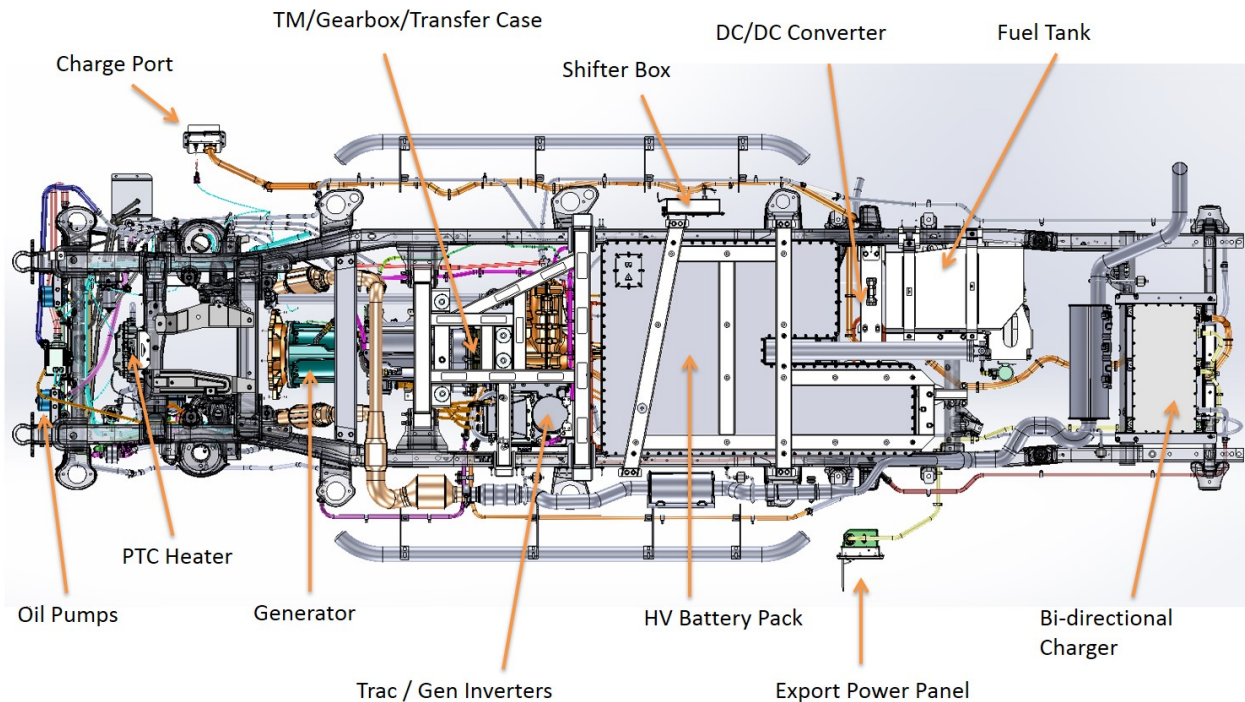 TM/Gearbox/Transfer Case
DC/DC Converter
Fuel Tank
Charge Port
Shifter Box
PTC Heater
Oil Pumps
Generator
HV Battery Pack
Bi-directional
Charger
Trac / Gen Inverters
Export Power Panel